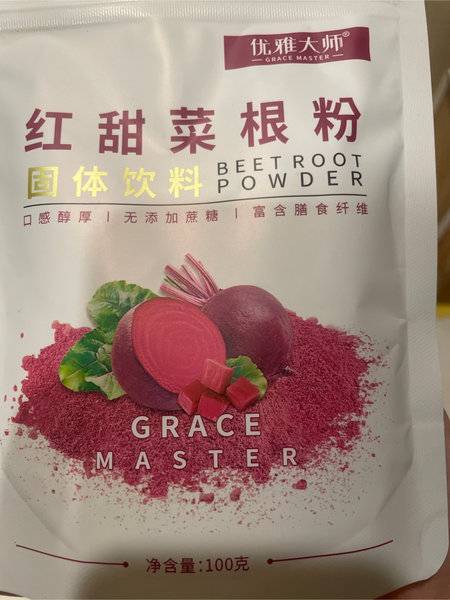 优雅大师®
GRACE MASTER
红甜菜根粉
固体饮料 BEETROOT POWDER
口感醇厚 | 无添加蔗糖 | 富含膳食纤维
GRACE
MASTER
净含量:100克